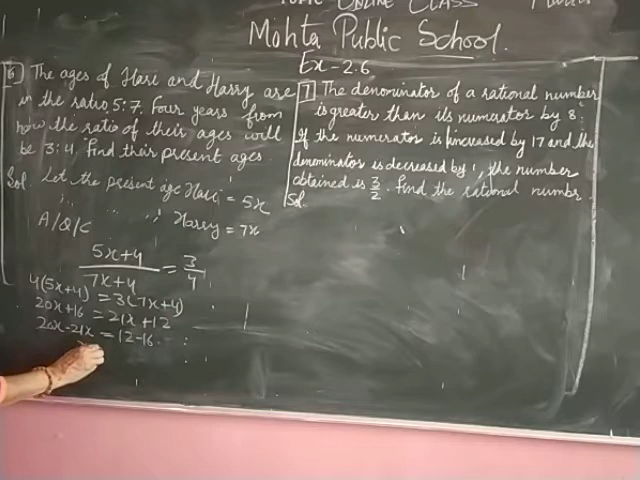 TOPIC ONLINE CLASS
Mohta Public School.
Ex-2.6
6 The ages of Hari and Harry are
in the ratio 5:7. Four years from
now the ratio of their ages will
be 3:4. Find their present ages.
Sol. Let the present age Hari = 5x
,, ,, ,, Harry = 7x
A/Q/C
5x+4 / 7x+4 = 3/4
4(5x+4) = 3(7x+4)
20x+16 = 21x+12
20x-21x = 12-16
7 The denominator of a rational number
is greater than its numerator by 8.
If the numerator is increased by 17 and the
denominator is decreased by 1, the number
obtained is 3/2. Find the rational number.
Sol.